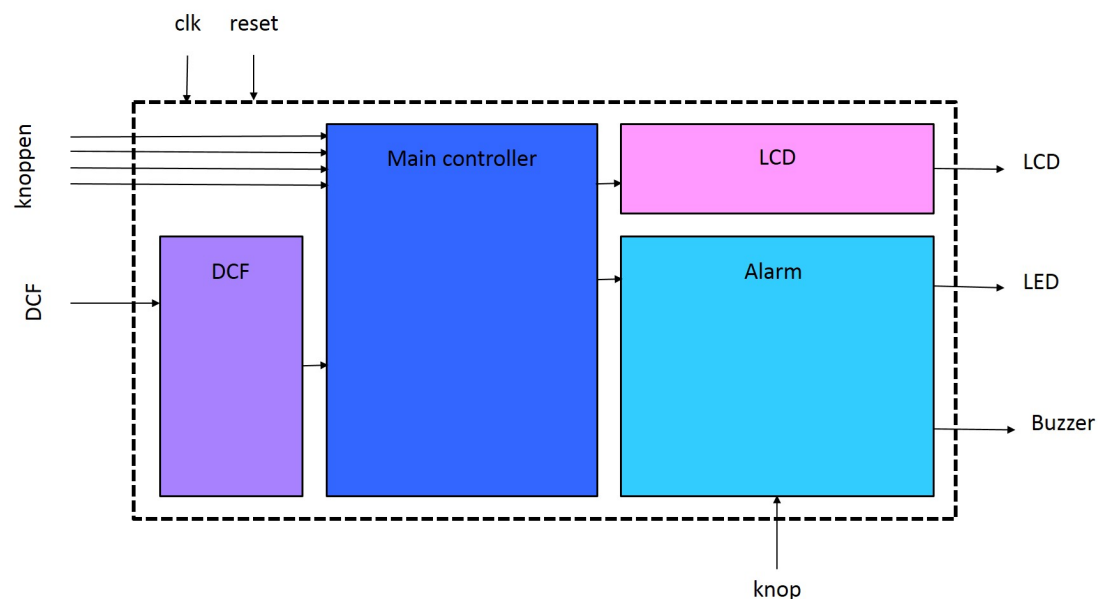 clk
reset
knoppen
Main controller
LCD
LCD
DCF
DCF
Alarm
LED
Buzzer
knop